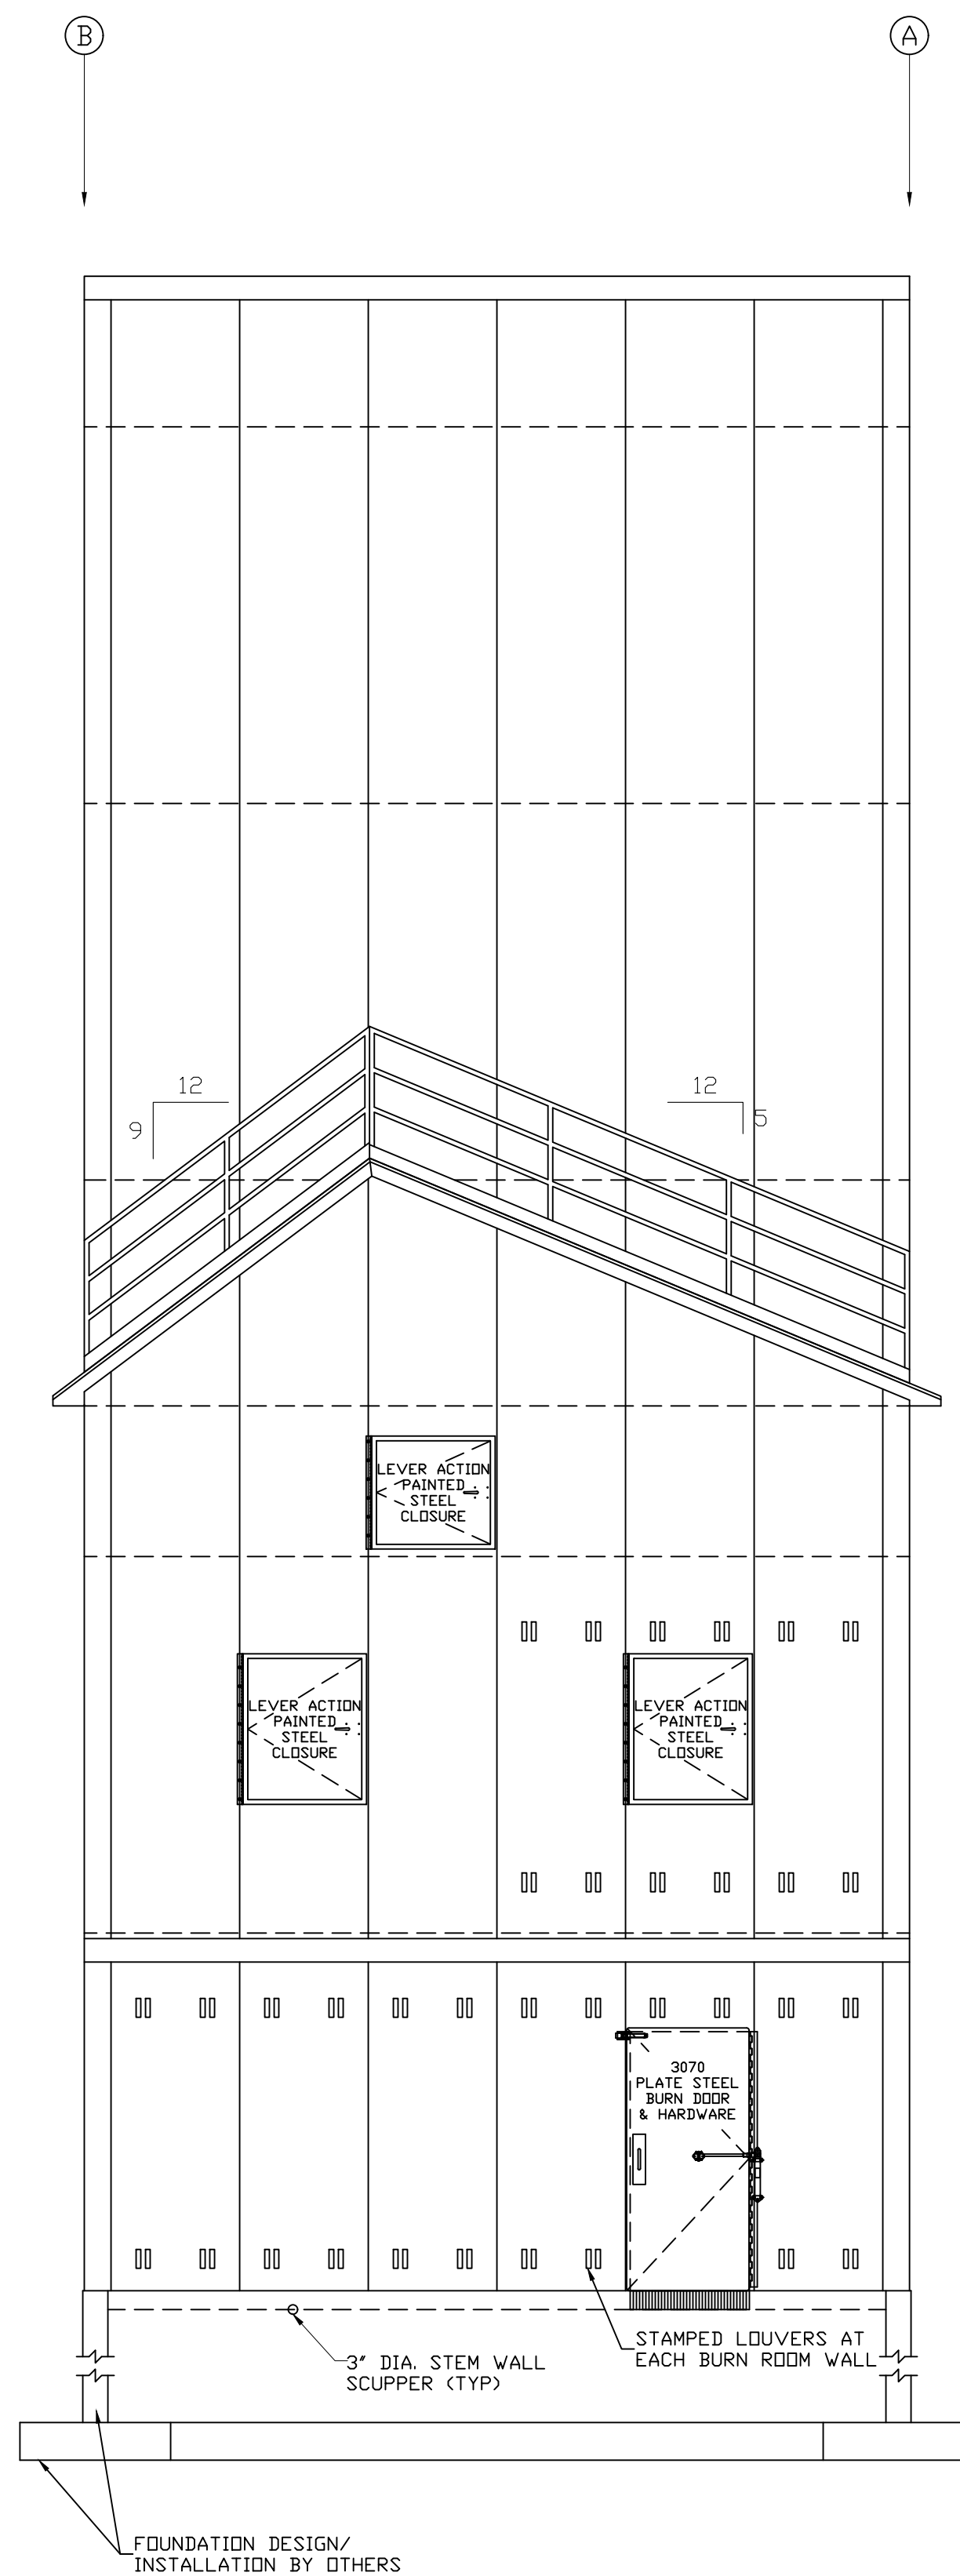 B
A
12
9
12
5
LEVER ACTION
PAINTED
STEEL
CLOSURE
LEVER ACTION
PAINTED
STEEL
CLOSURE
LEVER ACTION
PAINTED
STEEL
CLOSURE
3070
PLATE STEEL
BURN DOOR
& HARDWARE
STAMPED LOUVERS AT
EACH BURN ROOM WALL
3" DIA. STEM WALL
SCUPPER (TYP)
FOUNDATION DESIGN/
INSTALLATION BY OTHERS